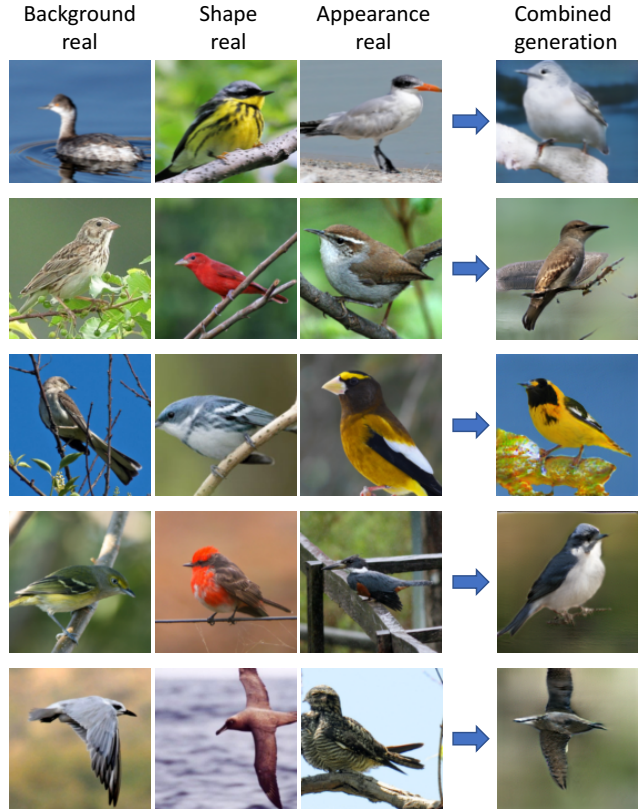 Background real
Shape real
Appearance real
Combined generation